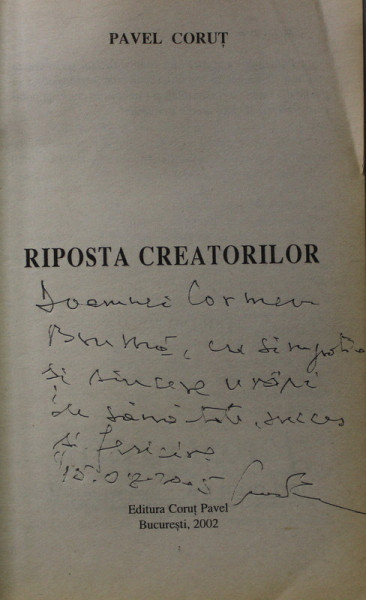 PAVEL CORUȚ
RIPOSTA CREATORILOR
Doamnei Carmen
Brumă, cu simpatie
și sincere urări
de sănătate, succes
și fericire
15.02.2005
Editura Coruț Pavel
București, 2002